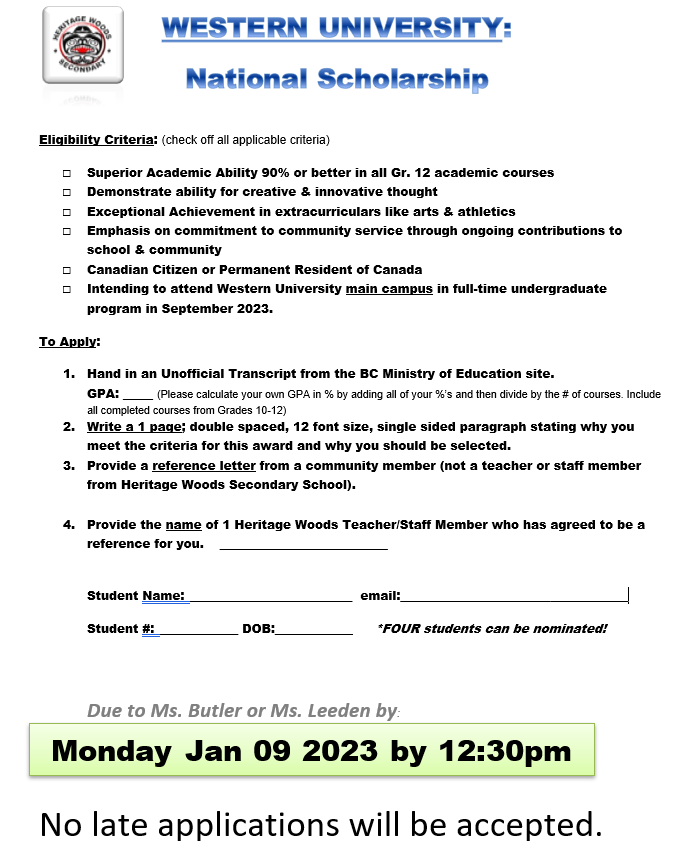 HERITAGE WOODS
SECONDARY
WESTERN UNIVERSITY:
National Scholarship
Eligibility Criteria: (check off all applicable criteria)
□ Superior Academic Ability 90% or better in all Gr. 12 academic courses
□ Demonstrate ability for creative & innovative thought
□ Exceptional Achievement in extracurriculars like arts & athletics
□ Emphasis on commitment to community service through ongoing contributions to
school & community
□ Canadian Citizen or Permanent Resident of Canada
□ Intending to attend Western University main campus in full-time undergraduate
program in September 2023.
To Apply:
1. Hand in an Unofficial Transcript from the BC Ministry of Education site.
GPA: _____ (Please calculate your own GPA in % by adding all of your %'s and then divide by the # of courses. Include
all completed courses from Grades 10-12)
2. Write a 1 page; double spaced, 12 font size, single sided paragraph stating why you
meet the criteria for this award and why you should be selected.
3. Provide a reference letter from a community member (not a teacher or staff member
from Heritage Woods Secondary School).
4. Provide the name of 1 Heritage Woods Teacher/Staff Member who has agreed to be a
reference for you. ____________________
Student Name: ____________________ email:____________________________
Student #:__________ DOB:__________ *FOUR students can be nominated!
Due to Ms. Butler or Ms. Leeden by:
Monday Jan 09 2023 by 12:30pm
No late applications will be accepted.